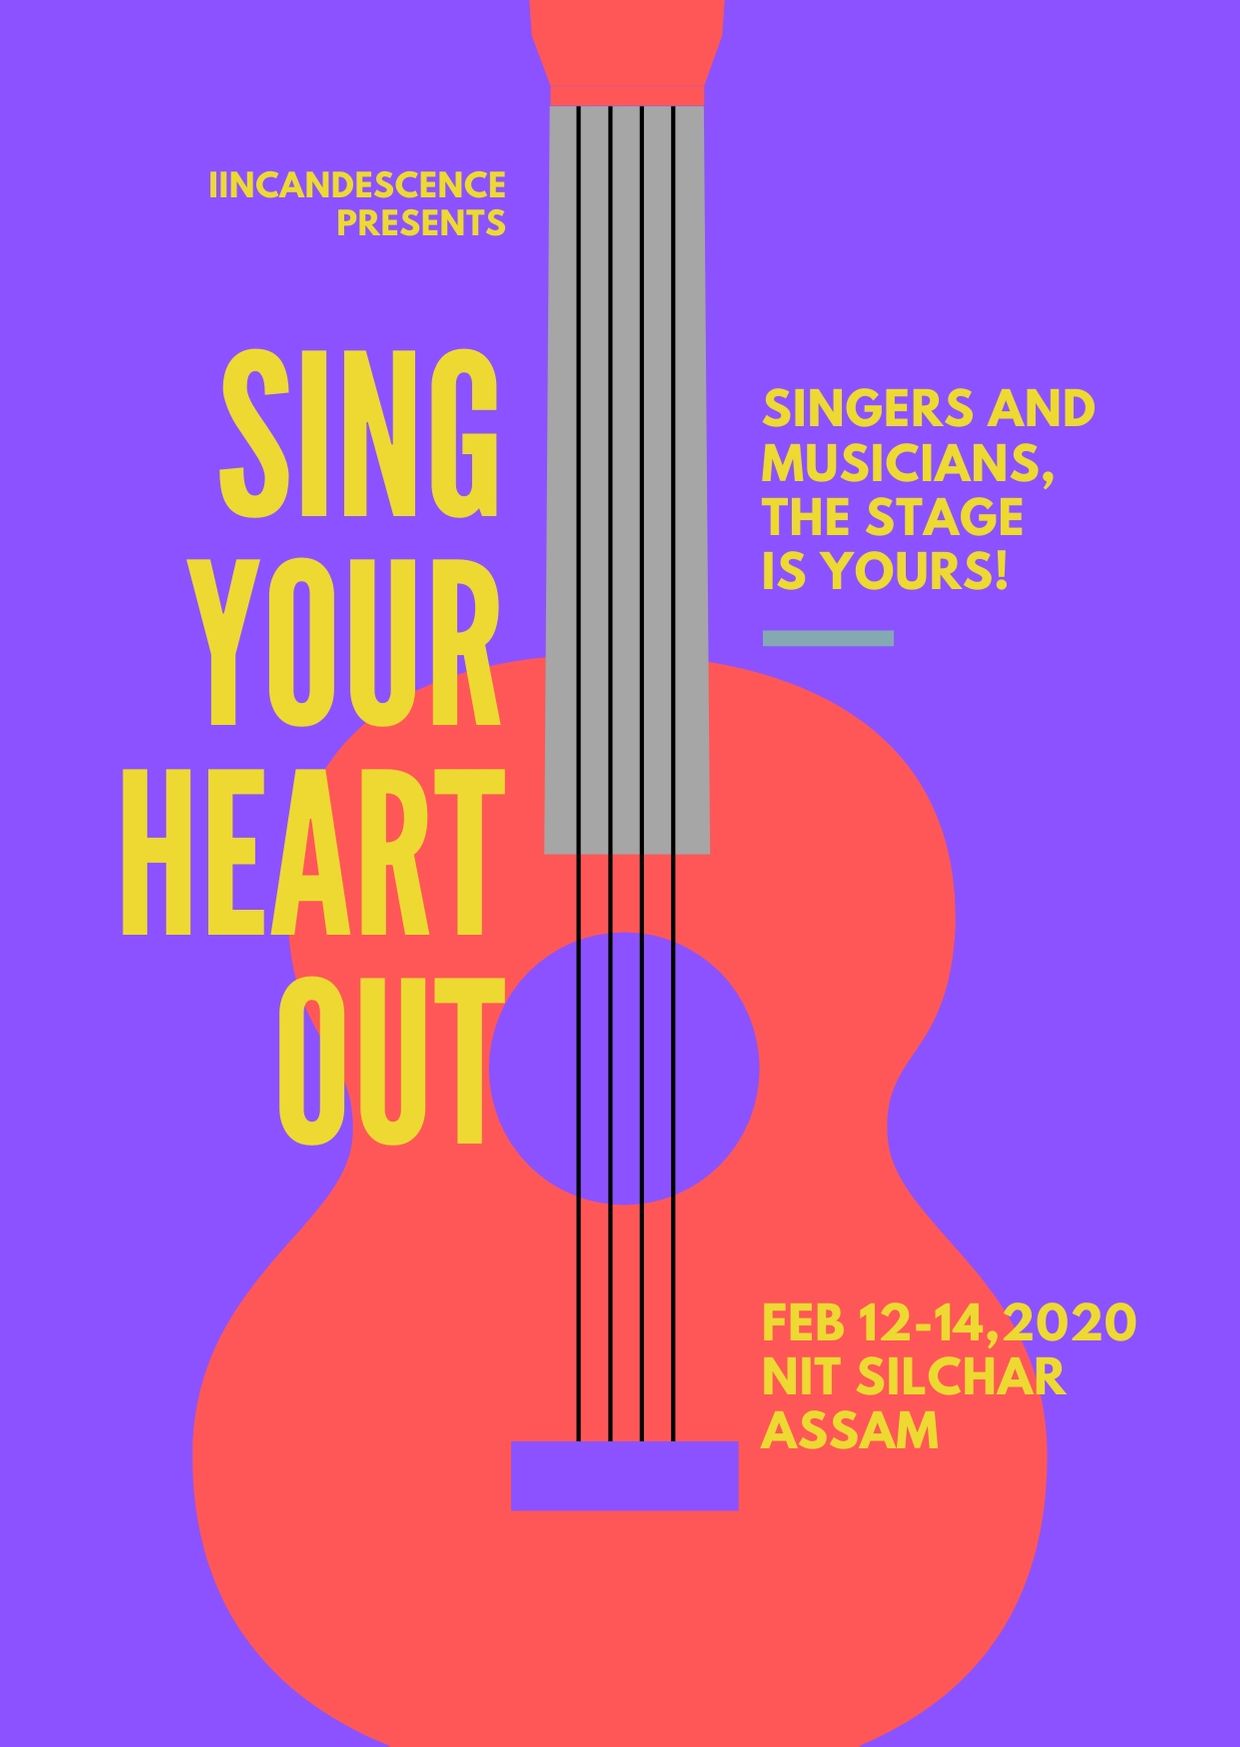 IINCANDESCENCE
PRESENTS
SING
YOUR
HEART
OUT
SINGERS AND
MUSICIANS,
THE STAGE
IS YOURS!
FEB 12-14,2020
NIT SILCHAR
ASSAM